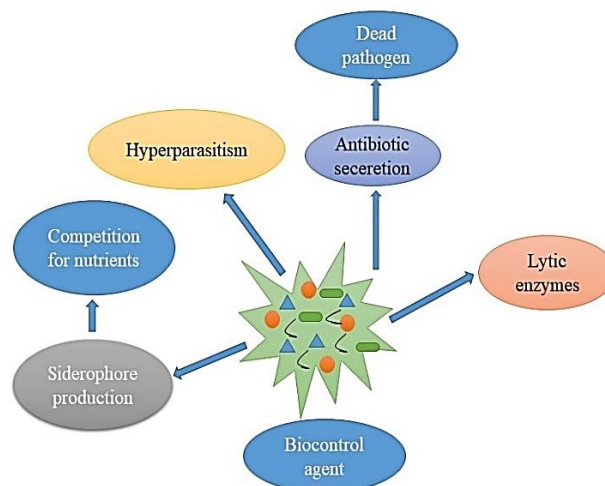 Dead
pathogen
Hyperparasitism
Antibiotic
seceretion
Competition
for nutrients
Lytic
enzymes
Siderophore
production
Biocontrol
agent